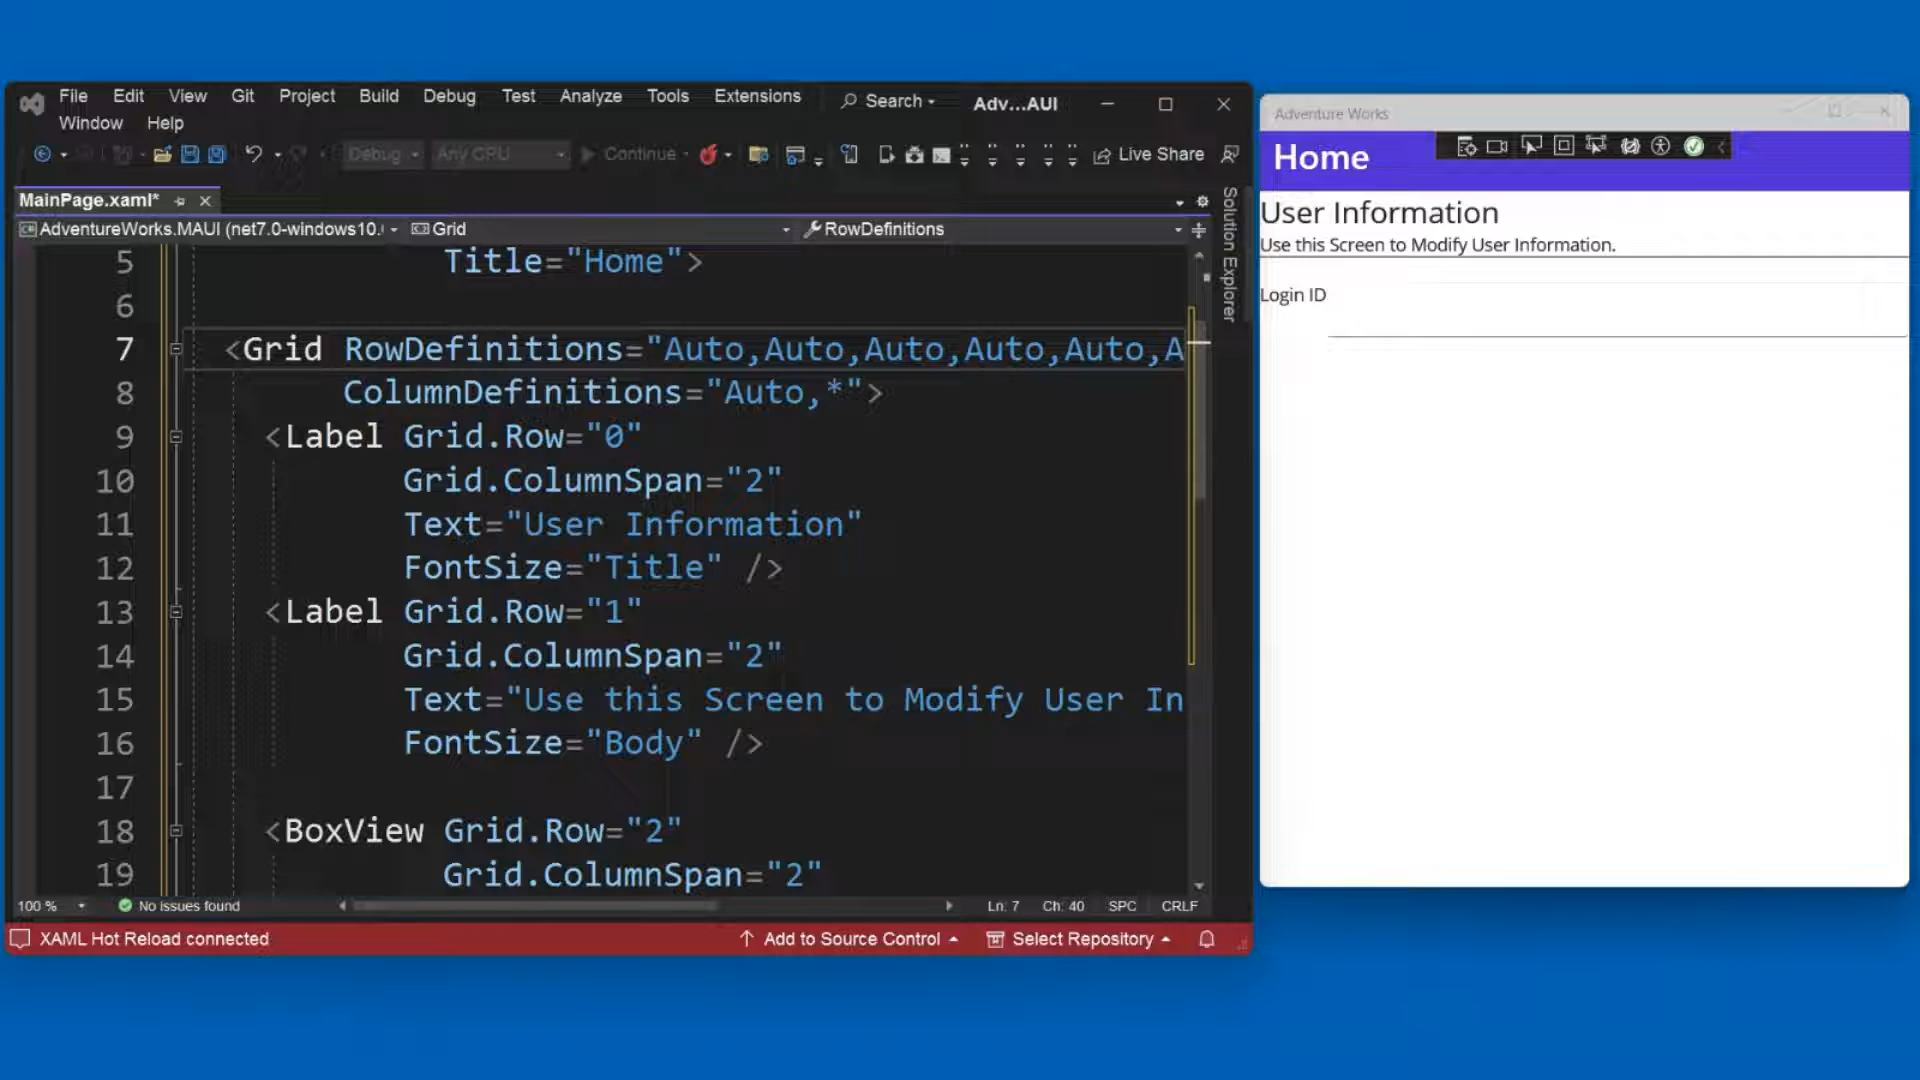 File Edit View Git Project Build Debug Test Analyze Tools Extensions Search Adv...AUI
Window Help
Debug Any CPU Continue Live Share
MainPage.xaml*
AdventureWorks.MAUI (net7.0-windows10.( Grid RowDefinitions
Solution Explorer
5 Title="Home">
6
7 <Grid RowDefinitions="Auto,Auto,Auto,Auto,Auto,A
8 ColumnDefinitions="Auto,*">
9 <Label Grid.Row="0"
10 Grid.ColumnSpan="2"
11 Text="User Information"
12 FontSize="Title" />
13 <Label Grid.Row="1"
14 Grid.ColumnSpan="2"
15 Text="Use this Screen to Modify User In
16 FontSize="Body" />
17
18 <BoxView Grid.Row="2"
19 Grid.ColumnSpan="2"
100 % No issues found Ln: 7 Ch: 40 SPC CRLF
XAML Hot Reload connected Add to Source Control Select Repository
Adventure Works
Home
User Information
Use this Screen to Modify User Information.
Login ID